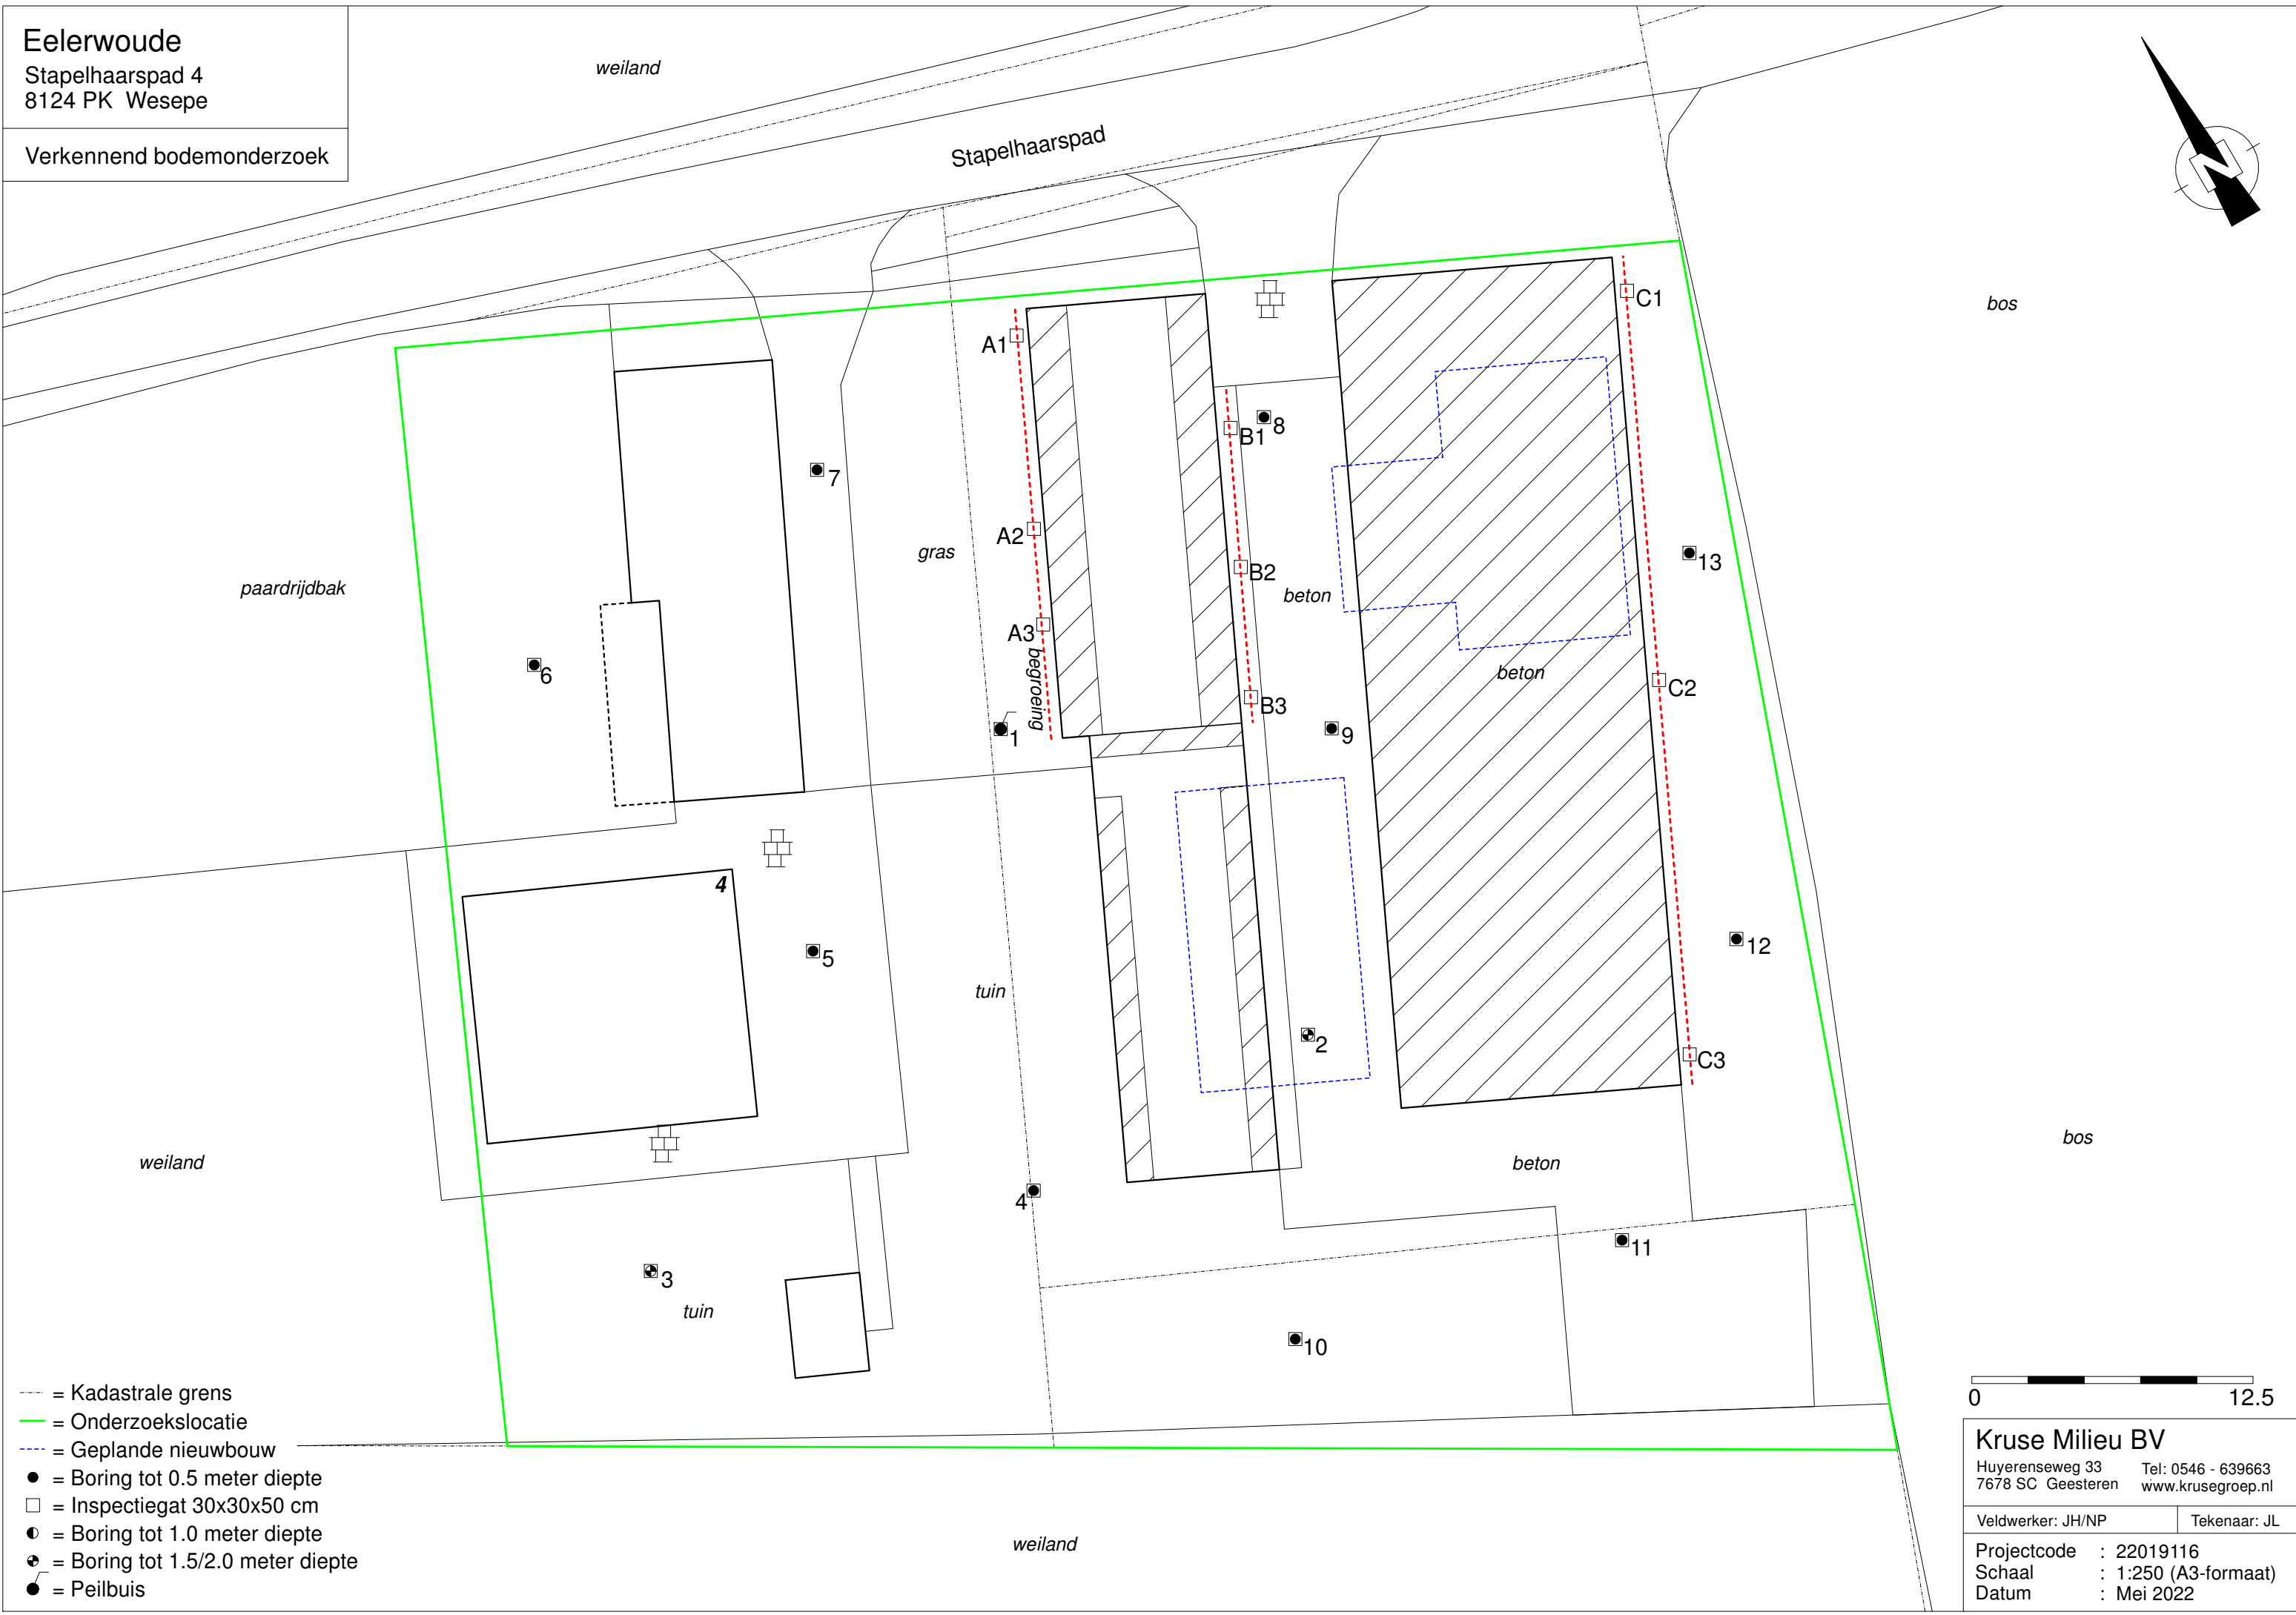 Eelerwoude
Stapelhaarspad 4
8124 PK Wesepe
Verkennend bodemonderzoek
weiland
Stapelhaarspad
N
bos
C1
A1
8
B1
7
A2
gras
13
B2
paardrijdbak
beton
A3
6
begroeing
beton
C2
B3
1
9
4
5
12
tuin
2
C3
weiland
bos
beton
4
11
3
tuin
10
= Kadastrale grens
= Onderzoekslocatie
= Geplande nieuwbouw
= Boring tot 0.5 meter diepte
= Inspectiegat 30x30x50 cm
= Boring tot 1.0 meter diepte
= Boring tot 1.5/2.0 meter diepte
= Peilbuis
weiland
0 12.5
Kruse Milieu BV
Huyerenseweg 33 Tel: 0546 - 639663
7678 SC Geesteren www.krusegroep.nl
Veldwerker: JH/NP Tekenaar: JL
Projectcode : 22019116
Schaal : 1:250 (A3-formaat)
Datum : Mei 2022